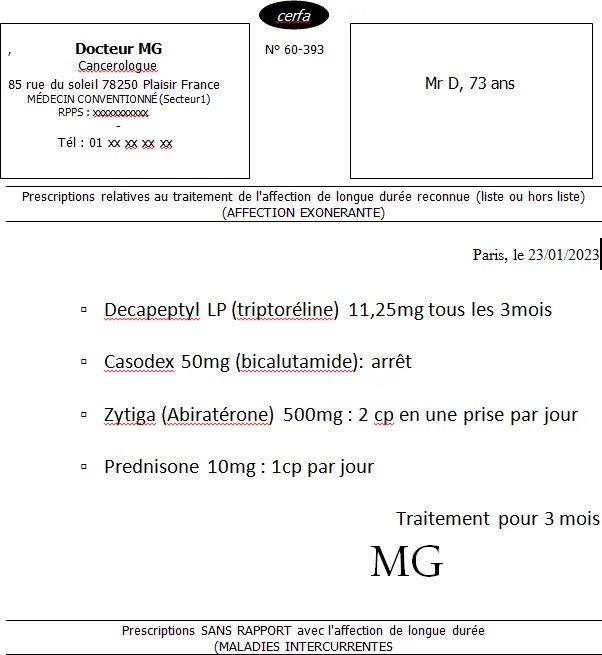 cerfa
Docteur MG
Cancerologue
85 rue du soleil 78250 Plaisir France
MÉDECIN CONVENTIONNÉ (Secteur1)
RPPS : xxxxxxxxxxx
-
Tél : 01 xx xx xx xx
N° 60-393
Mr D, 73 ans
Prescriptions relatives au traitement de l'affection de longue durée reconnue (liste ou hors liste)
(AFFECTION EXONERANTE)
Paris, le 23/01/2023
▫ Decapeptyl LP (triptoréline) 11,25mg tous les 3mois
▫ Casodex 50mg (bicalutamide): arrêt
▫ Zytiga (Abiratérone) 500mg : 2 cp en une prise par jour
▫ Prednisone 10mg : 1cp par jour
Traitement pour 3 mois
MG
Prescriptions SANS RAPPORT avec l'affection de longue durée
(MALADIES INTERCURRENTES